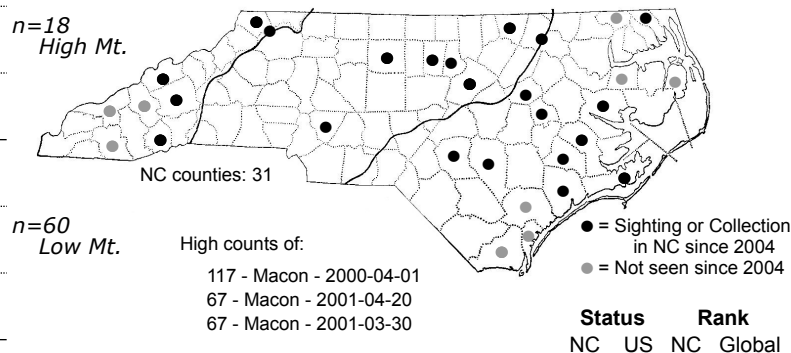 n=18
High Mt.
NC counties: 31
n=60
Low Mt.
High counts of:
117 - Macon - 2000-04-01
67 - Macon - 2001-04-20
67 - Macon - 2001-03-30
= Sighting or Collection
in NC since 2004
= Not seen since 2004
Status Rank
NC US NC Global